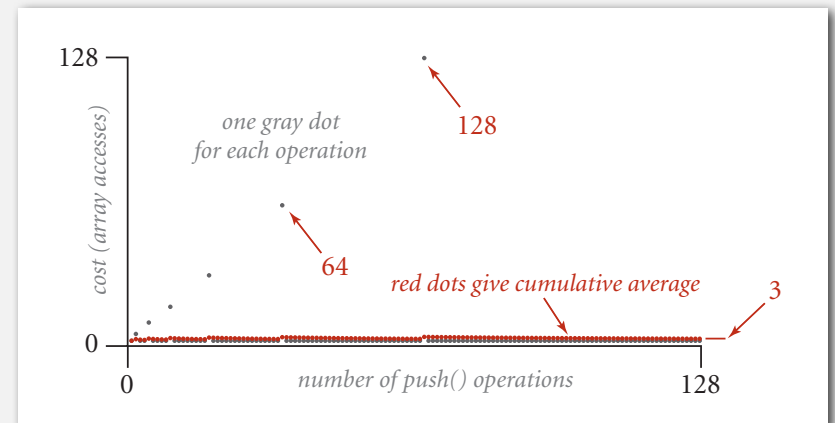 128
cost (array accesses)
one gray dot
for each operation
128
64
red dots give cumulative average
3
0
0
number of push() operations
128